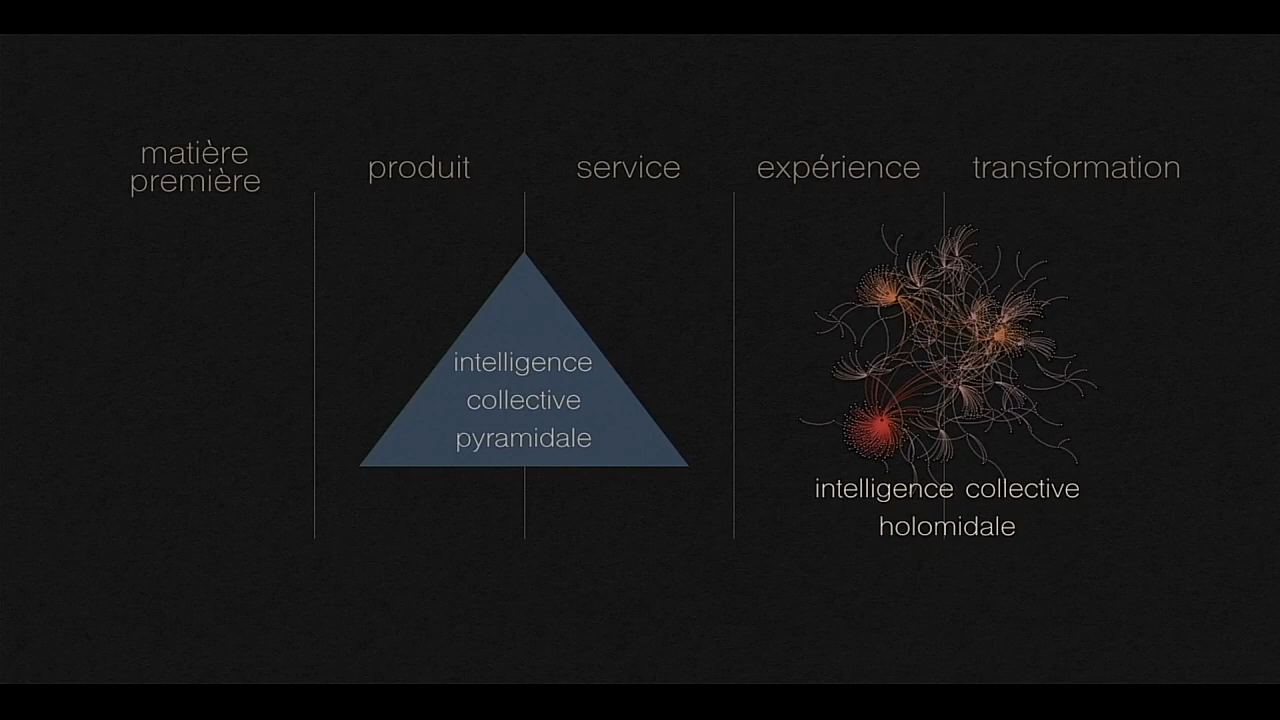 matière
première
produit
service
expérience
transformation
intelligence
collective
pyramidale
intelligence collective
holomidale